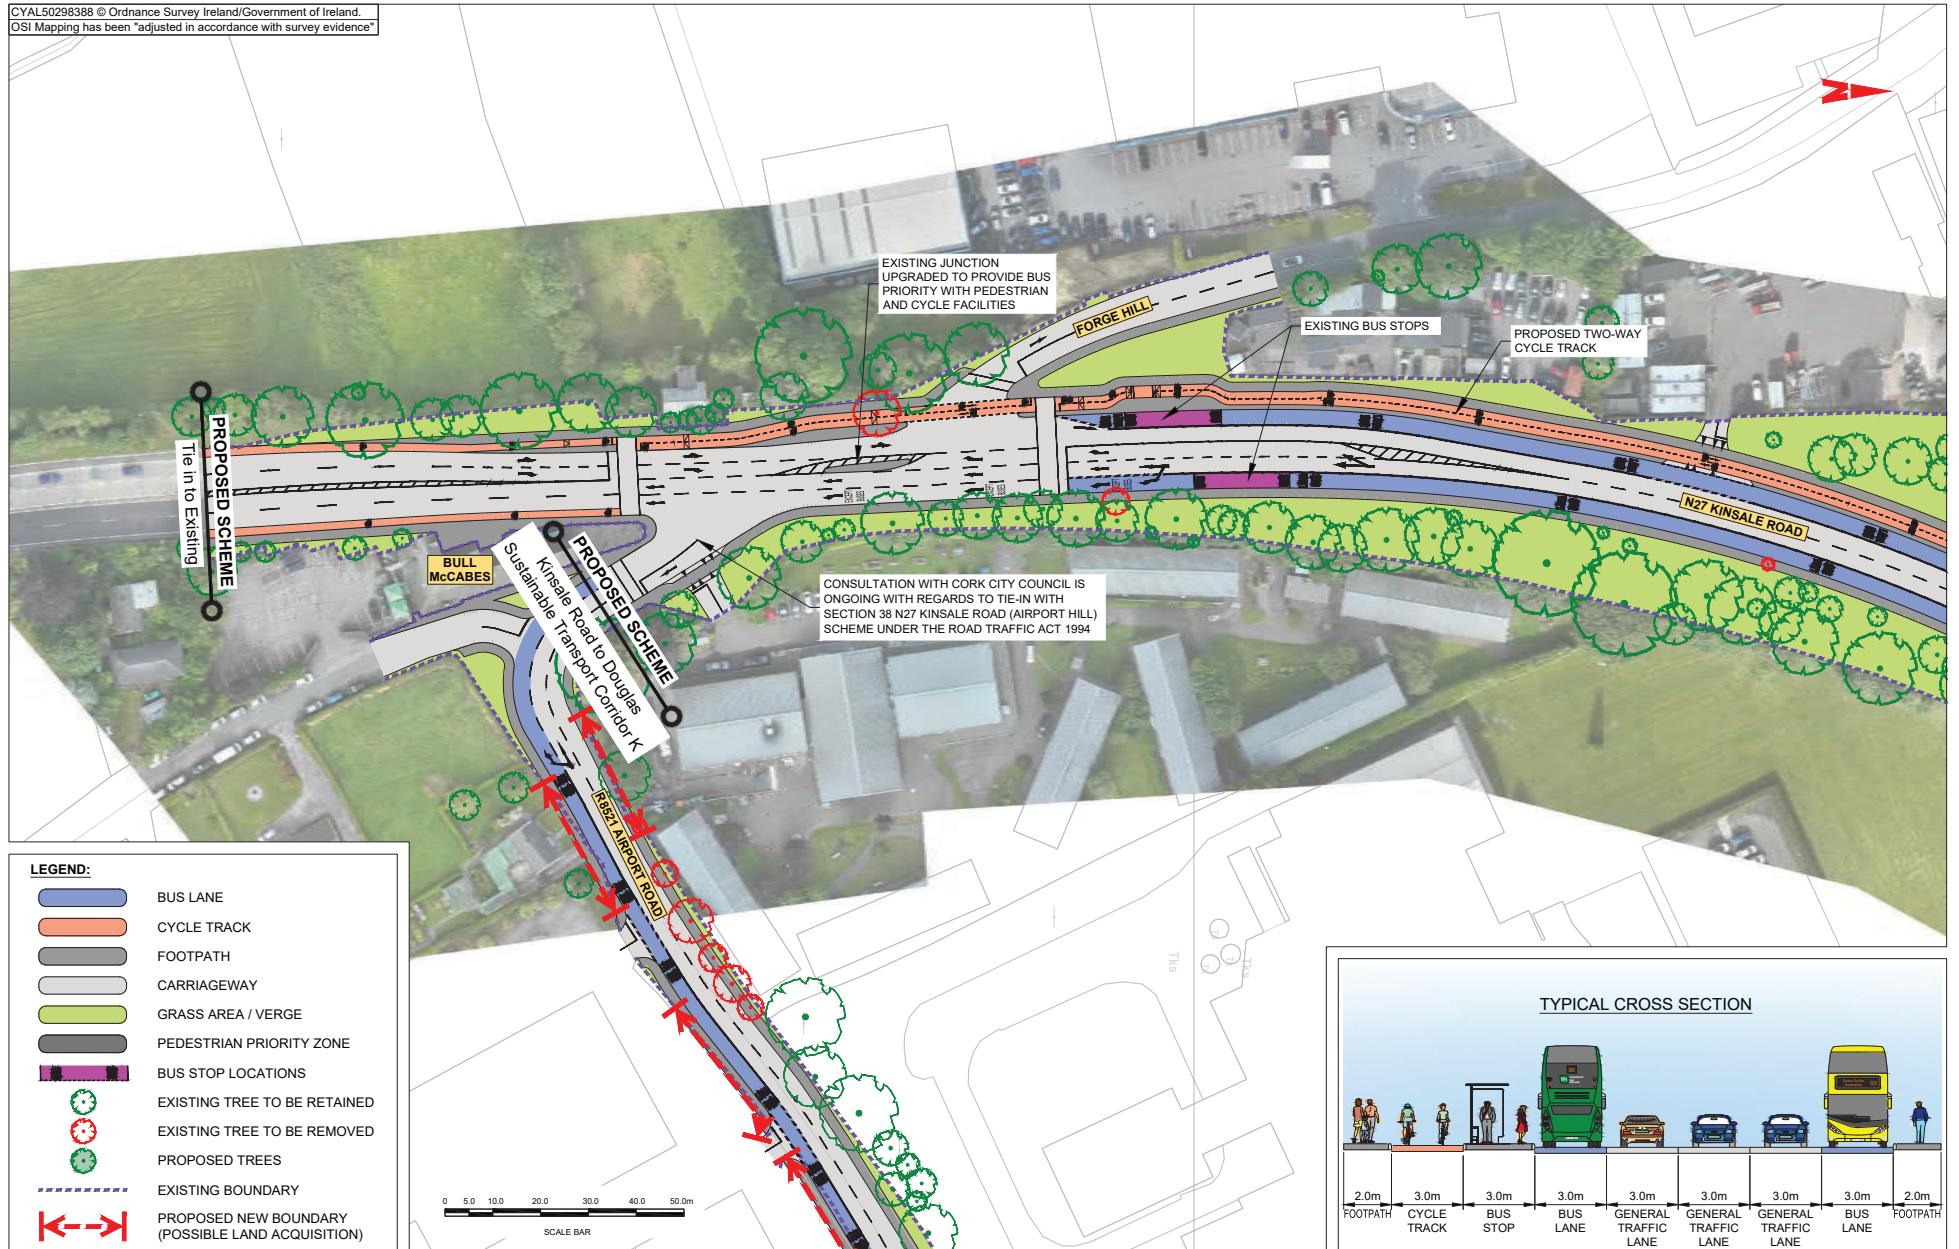 CYAL50298388 © Ordnance Survey Ireland/Government of Ireland.
OSI Mapping has been "adjusted in accordance with survey evidence"
N
EXISTING JUNCTION
UPGRADED TO PROVIDE BUS
PRIORITY WITH PEDESTRIAN
AND CYCLE FACILITIES
FORGE HILL
EXISTING BUS STOPS
PROPOSED TWO-WAY
CYCLE TRACK
PROPOSED SCHEME
Tie in to Existing
N27 KINSALE ROAD
BULL
McCABES
PROPOSED SCHEME
Kinsale Road to Douglas
Sustainable Transport Corridor K
CONSULTATION WITH CORK CITY COUNCIL IS
ONGOING WITH REGARDS TO TIE-IN WITH
SECTION 38 N27 KINSALE ROAD (AIRPORT HILL)
SCHEME UNDER THE ROAD TRAFFIC ACT 1994
R8521 AIRPORT ROAD
Tks
Tks
LEGEND:
BUS LANE
CYCLE TRACK
FOOTPATH
CARRIAGEWAY
GRASS AREA / VERGE
PEDESTRIAN PRIORITY ZONE
BUS STOP LOCATIONS
EXISTING TREE TO BE RETAINED
EXISTING TREE TO BE REMOVED
PROPOSED TREES
EXISTING BOUNDARY
PROPOSED NEW BOUNDARY
(POSSIBLE LAND ACQUISITION)
0 5.0 10.0 20.0 30.0 40.0 50.0m
SCALE BAR
TYPICAL CROSS SECTION
2.0m 3.0m 3.0m 3.0m 3.0m 3.0m 3.0m 3.0m 2.0m
FOOTPATH
CYCLE
TRACK
BUS
STOP
BUS
LANE
GENERAL
TRAFFIC
LANE
GENERAL
TRAFFIC
LANE
GENERAL
TRAFFIC
LANE
BUS
LANE
FOOTPATH